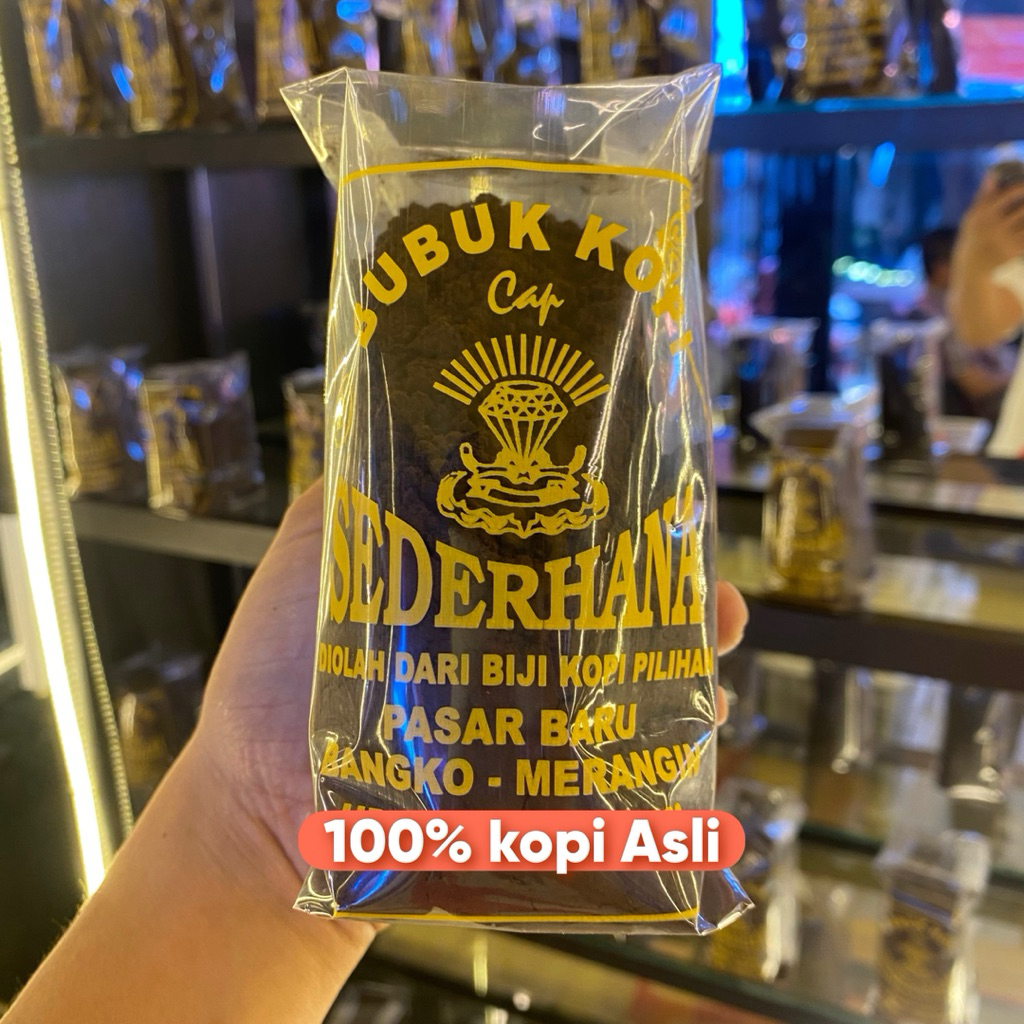 BUBUK KOPI
Cap
SEDERHANA
DIOLAH DARI BIJI KOPI PILIHAN
PASAR BARU
BANGKO - MERANGIN
100% kopi Asli